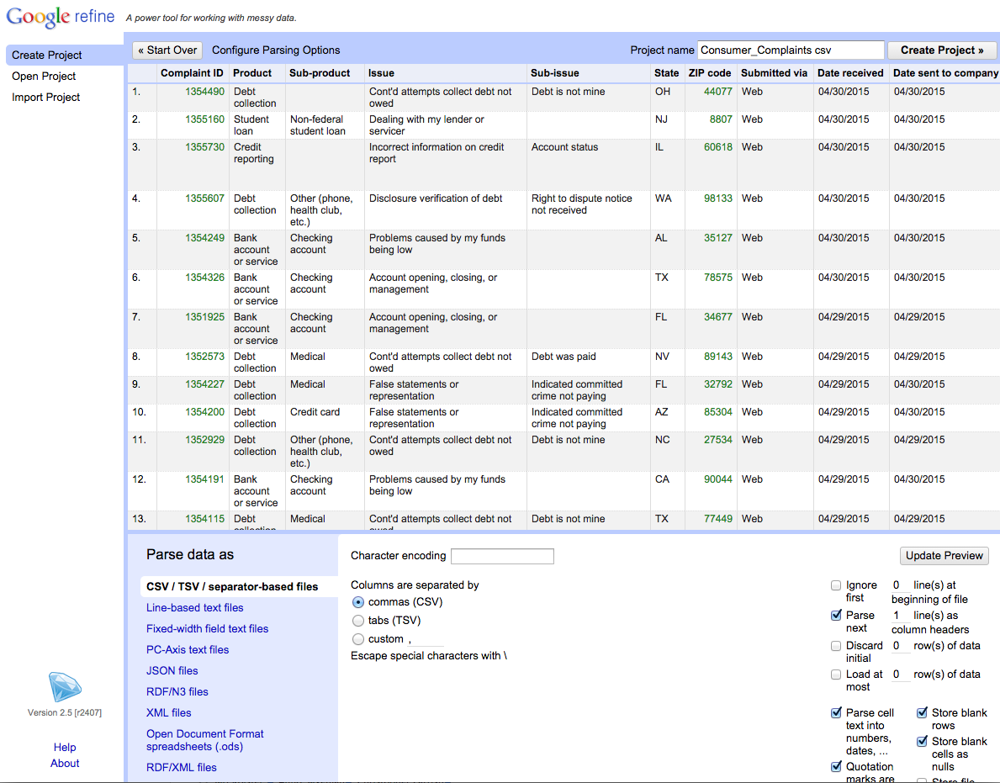 Google refine A power tool for working with messy data.
Create Project
Open Project
Import Project
« Start Over Configure Parsing Options Project name Consumer_Complaints csv Create Project »
Complaint ID Product Sub-product Issue Sub-issue State ZIP code Submitted via Date received Date sent to company
1. 1354490 Debt collection Cont'd attempts collect debt not owed Debt is not mine OH 44077 Web 04/30/2015 04/30/2015
2. 1355160 Student loan Non-federal student loan Dealing with my lender or servicer NJ 8807 Web 04/30/2015 04/30/2015
3. 1355730 Credit reporting Incorrect information on credit report Account status IL 60618 Web 04/30/2015 04/30/2015
4. 1355607 Debt collection Other (phone, health club, etc.) Disclosure verification of debt Right to dispute notice not received WA 98133 Web 04/30/2015 04/30/2015
5. 1354249 Bank account or service Checking account Problems caused by my funds being low AL 35127 Web 04/30/2015 04/30/2015
6. 1354326 Bank account or service Checking account Account opening, closing, or management TX 78575 Web 04/30/2015 04/30/2015
7. 1351925 Bank account or service Checking account Account opening, closing, or management FL 34677 Web 04/29/2015 04/29/2015
8. 1352573 Debt collection Medical Cont'd attempts collect debt not owed Debt was paid NV 89143 Web 04/29/2015 04/29/2015
9. 1354227 Debt collection Medical False statements or representation Indicated committed crime not paying FL 32792 Web 04/29/2015 04/30/2015
10. 1354200 Debt collection Credit card False statements or representation Indicated committed crime not paying AZ 85304 Web 04/29/2015 04/30/2015
11. 1352929 Debt collection Other (phone, health club, etc.) Cont'd attempts collect debt not owed Debt is not mine NC 27534 Web 04/29/2015 04/29/2015
12. 1354191 Bank account or service Checking account Problems caused by my funds being low CA 90044 Web 04/29/2015 04/30/2015
13. 1354115 Debt collection Medical Cont'd attempts collect debt not owed Debt is not mine TX 77449 Web 04/29/2015 04/29/2015
Parse data as
CSV / TSV / separator-based files
Line-based text files
Fixed-width field text files
PC-Axis text files
JSON files
RDF/N3 files
XML files
Open Document Format
spreadsheets (.ods)
RDF/XML files
Character encoding
Update Preview
Columns are separated by
commas (CSV)
tabs (TSV)
custom ,
Escape special characters with \
Ignore first 0 line(s) at beginning of file
Parse next 1 line(s) as column headers
Discard initial 0 row(s) of data
Load at most 0 row(s) of data
Parse cell text into numbers, dates, ...
Quotation marks are
Store blank rows
Store blank cells as nulls
Store file
Version 2.5 [r2407]
Help
About